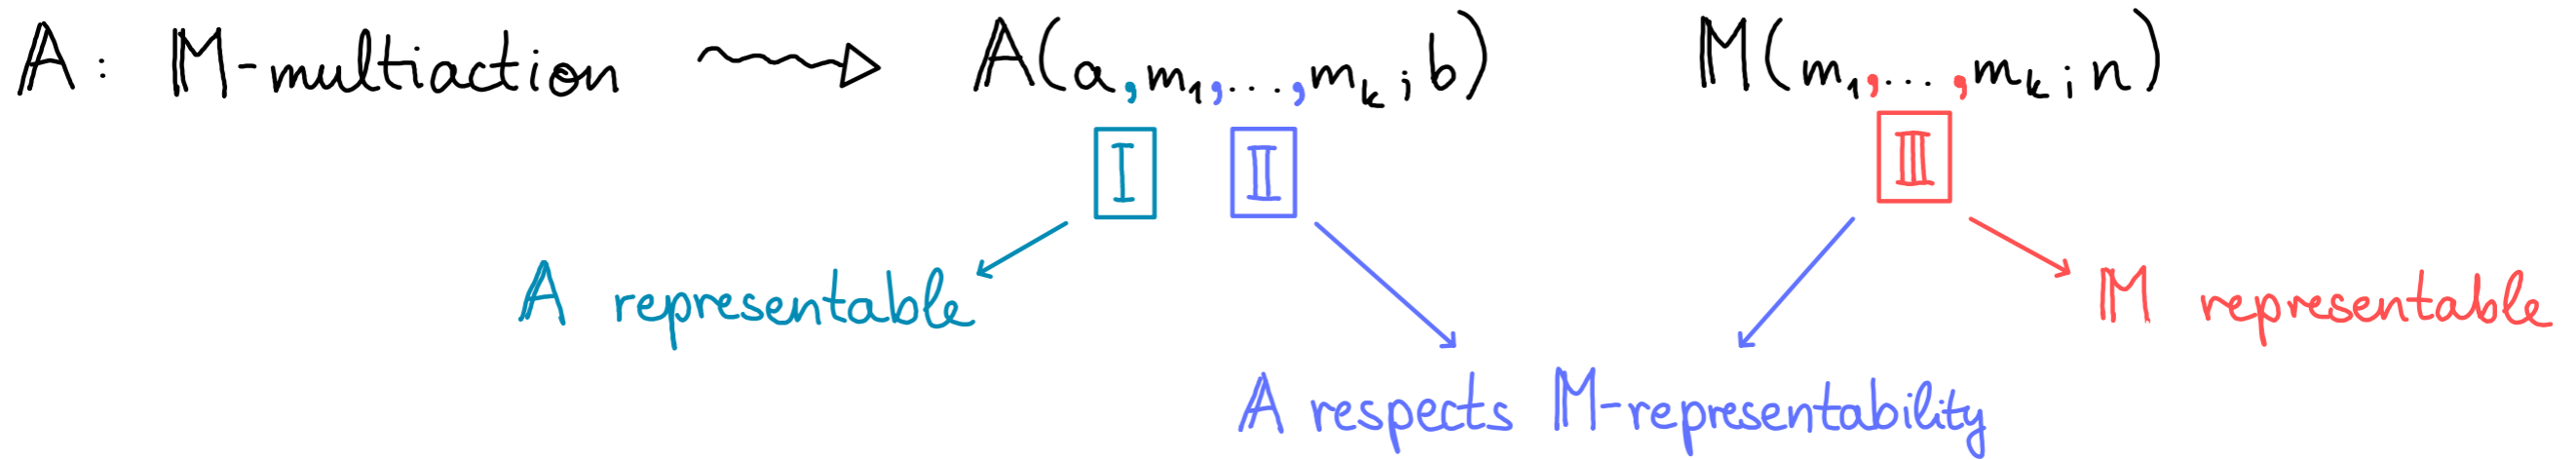 𝔸: 𝕄-multiaction ⇝ 𝔸(a,m₁,...,mₖ;b) 𝕄(m₁,...,mₖ;n)
I II III
𝔸 representable 𝕄 representable
𝔸 respects 𝕄-representability